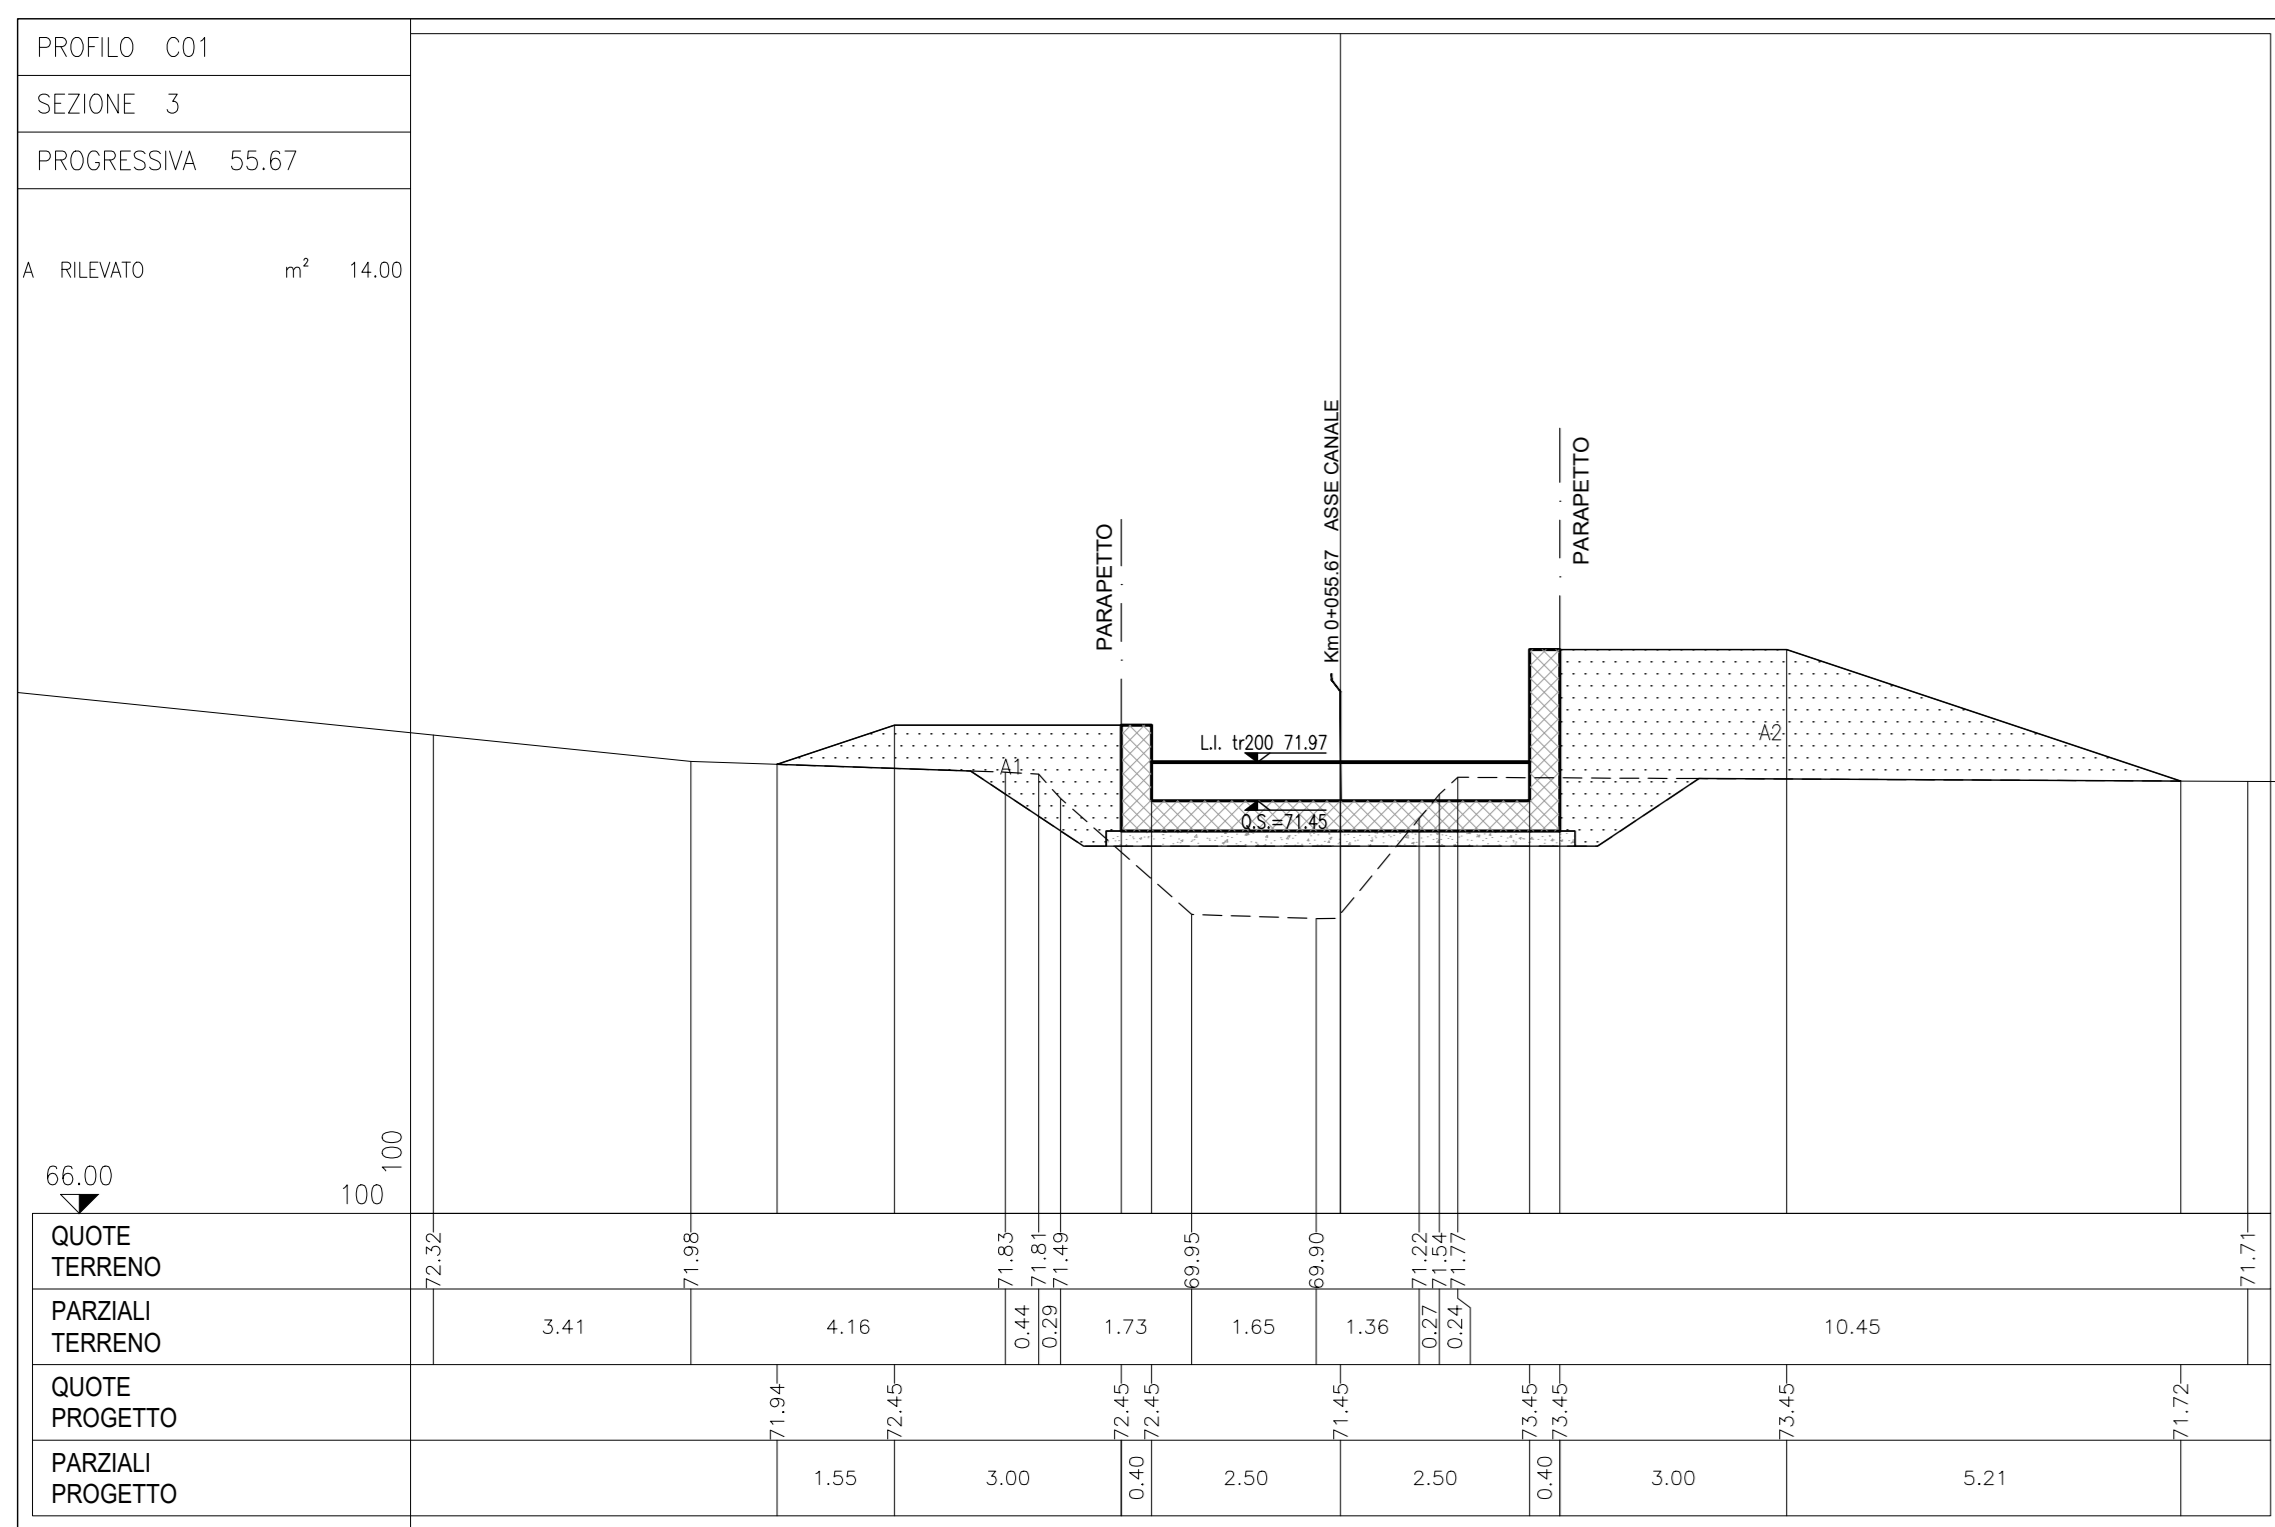 PROFILO C01
SEZIONE 3
PROGRESSIVA 55.67
A RILEVATO m² 14.00
PARAPETTO
Km 0+055.67 ASSE CANALE
PARAPETTO
L.I. tr200 71.97
Q.S.=71.45
A1
A2
66.00
100
100
QUOTE
TERRENO
72.32 71.98 71.83 71.81 71.49 69.95 69.90 71.22 71.54 71.77 71.71
PARZIALI
TERRENO
3.41 4.16 0.44 0.29 1.73 1.65 1.36 0.27 0.24 10.45
QUOTE
PROGETTO
71.94 72.45 72.45 72.45 71.45 73.45 73.45 73.45 71.72
PARZIALI
PROGETTO
1.55 3.00 0.40 2.50 2.50 0.40 3.00 5.21